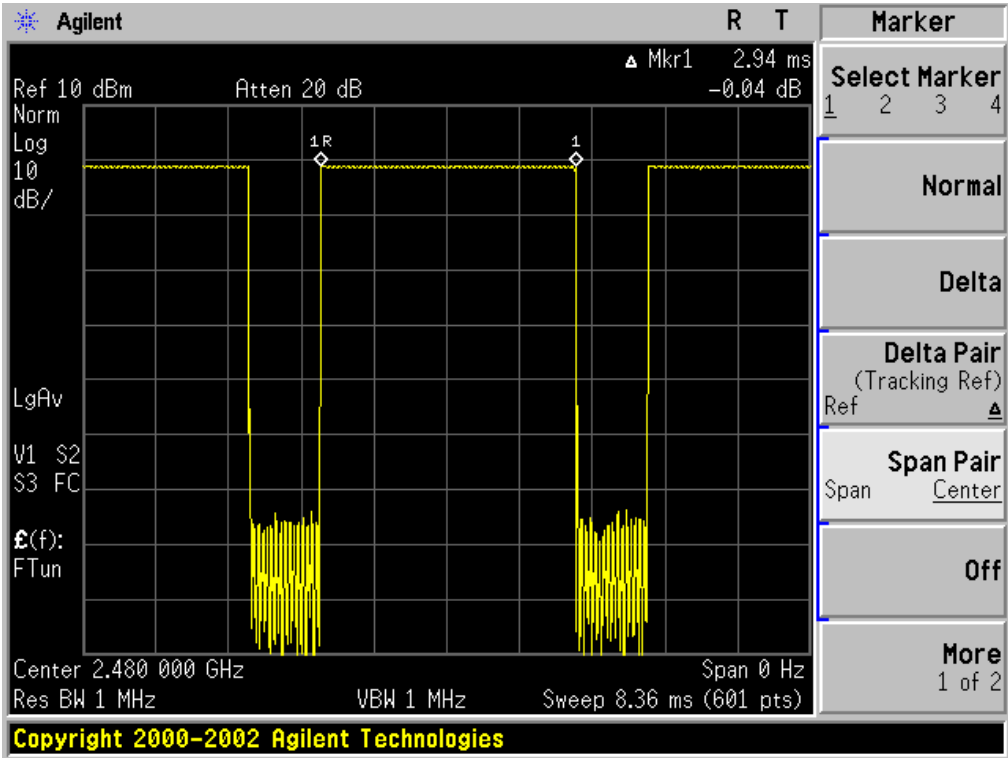 Agilent R T
Δ Mkr1 2.94 ms
Ref 10 dBm Atten 20 dB -0.04 dB
Norm
Log
10
dB/
1R 1
LgAv
V1 S2
S3 FC
£(f):
FTun
Center 2.480 000 GHz Span 0 Hz
Res BW 1 MHz VBW 1 MHz Sweep 8.36 ms (601 pts)
Copyright 2000-2002 Agilent Technologies
Marker
Select Marker
1 2 3 4
Normal
Delta
Delta Pair
(Tracking Ref)
Ref Δ
Span Pair
Span Center
Off
More
1 of 2